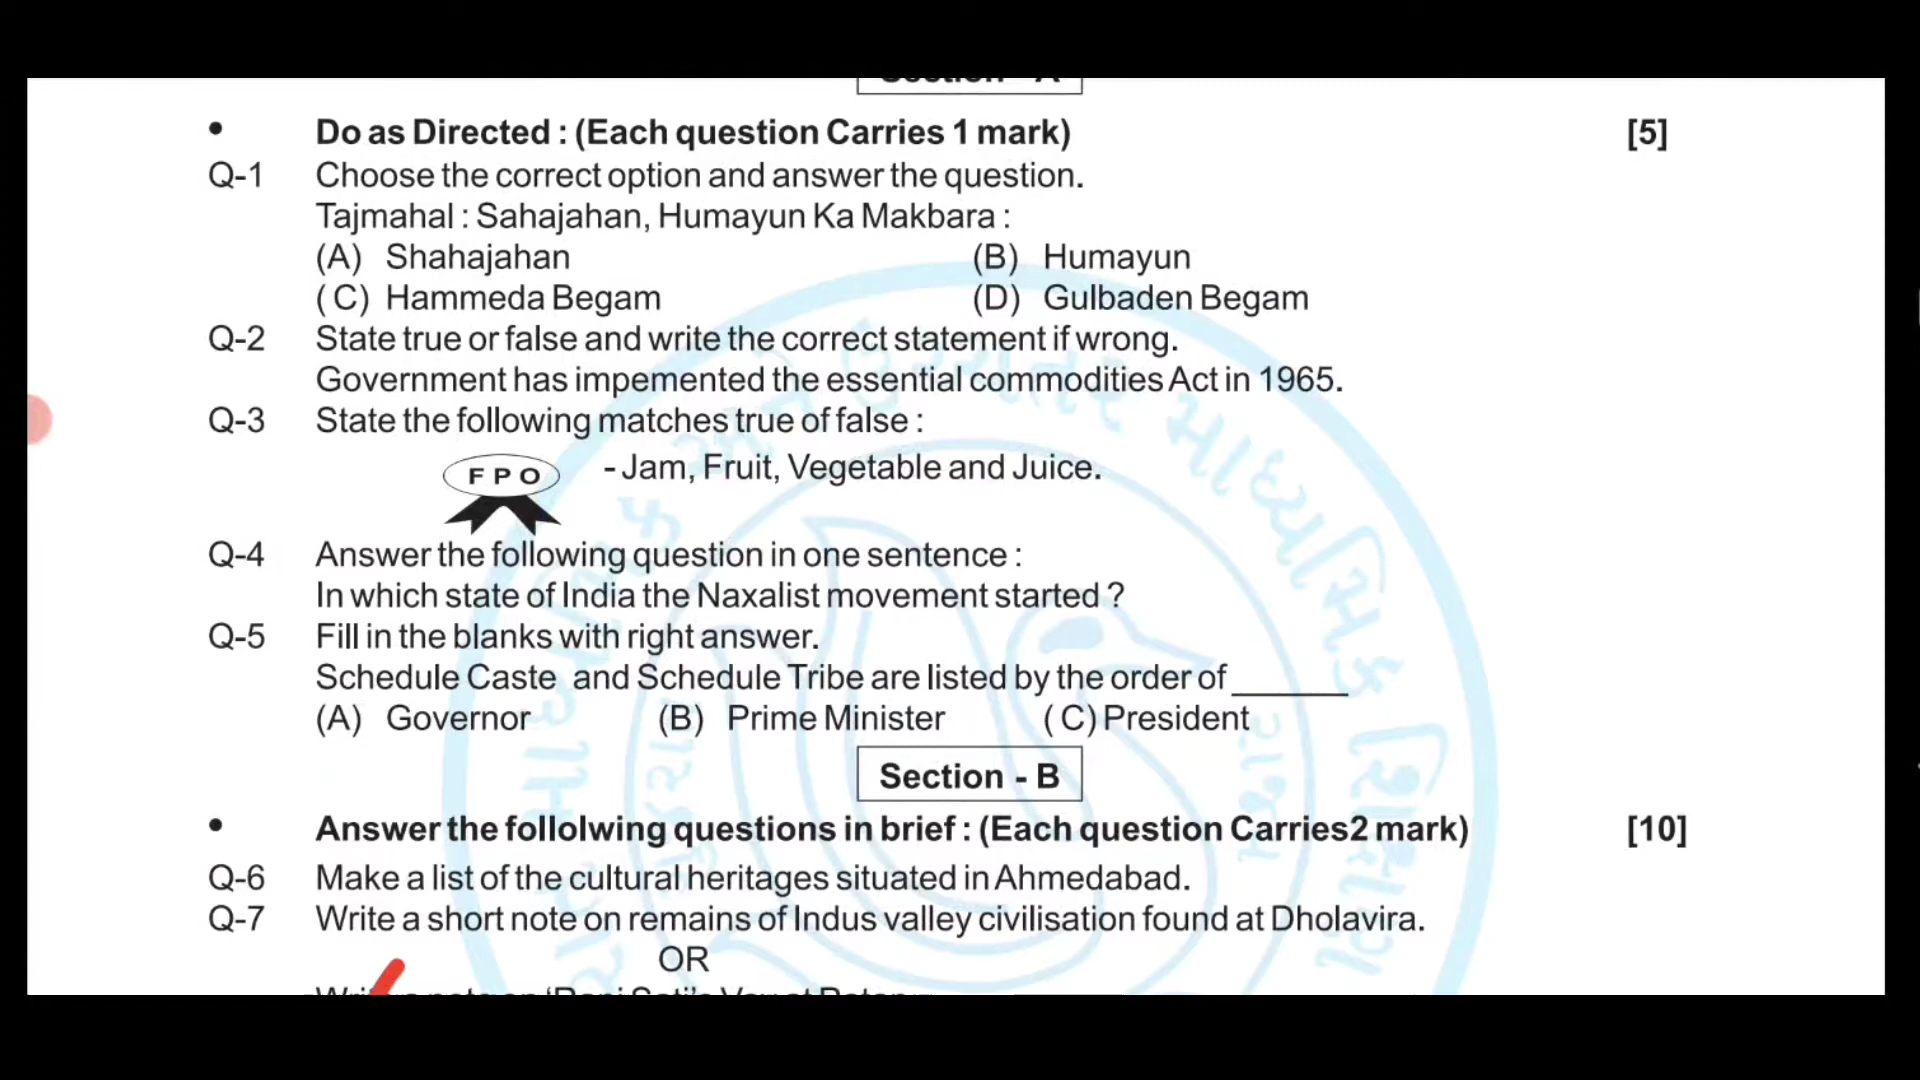 • Do as Directed : (Each question Carries 1 mark) [5]
Q-1 Choose the correct option and answer the question.
Tajmahal : Sahajahan, Humayun Ka Makbara :
(A) Shahajahan (B) Humayun
( C) Hammeda Begam (D) Gulbaden Begam
Q-2 State true or false and write the correct statement if wrong.
Government has impemented the essential commodities Act in 1965.
Q-3 State the following matches true of false :
F P O - Jam, Fruit, Vegetable and Juice.
Q-4 Answer the following question in one sentence :
In which state of India the Naxalist movement started ?
Q-5 Fill in the blanks with right answer.
Schedule Caste and Schedule Tribe are listed by the order of ______
(A) Governor (B) Prime Minister ( C) President
Section - B
• Answer the follolwing questions in brief : (Each question Carries2 mark) [10]
Q-6 Make a list of the cultural heritages situated in Ahmedabad.
Q-7 Write a short note on remains of Indus valley civilisation found at Dholavira.
OR